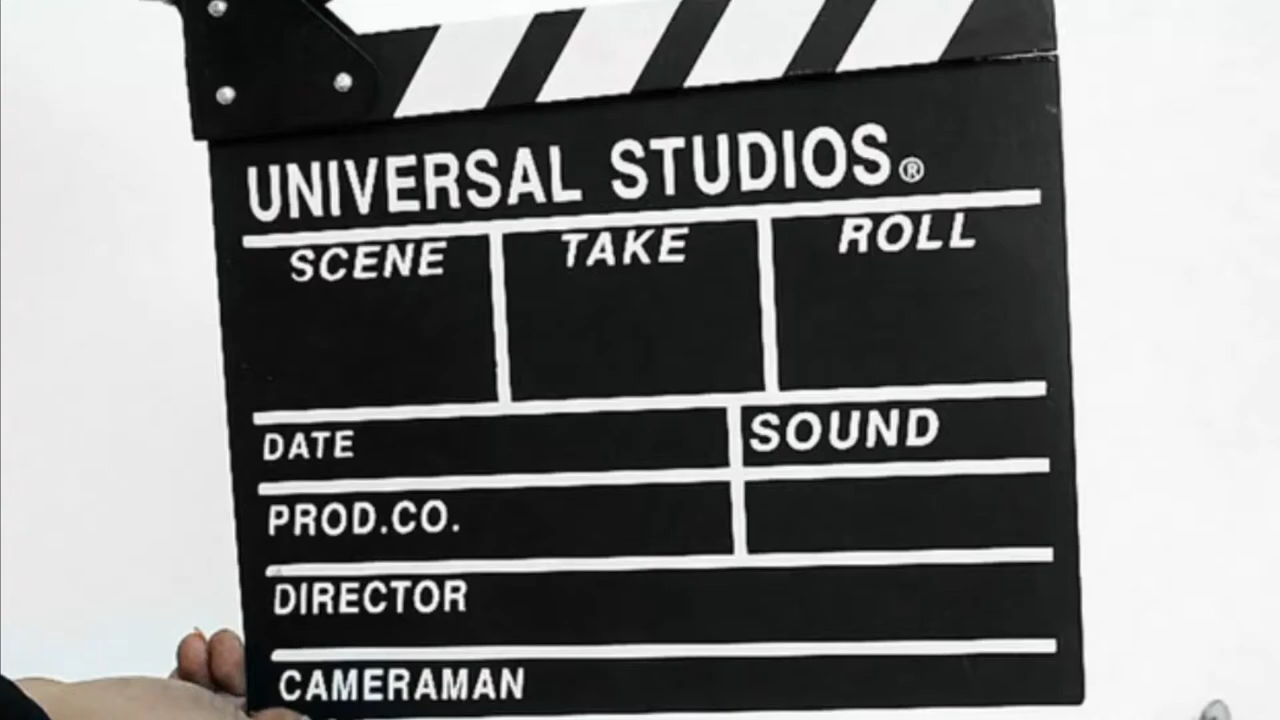 UNIVERSAL STUDIOS®
SCENE TAKE ROLL
DATE SOUND
PROD.CO.
DIRECTOR
CAMERAMAN